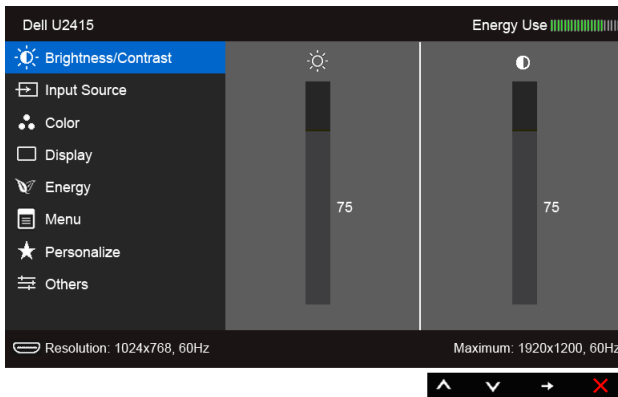 Dell U2415 Energy Use
Brightness/Contrast
Input Source
Color
Display
Energy
Menu
Personalize
Others
75 75
Resolution: 1024x768, 60Hz Maximum: 1920x1200, 60Hz